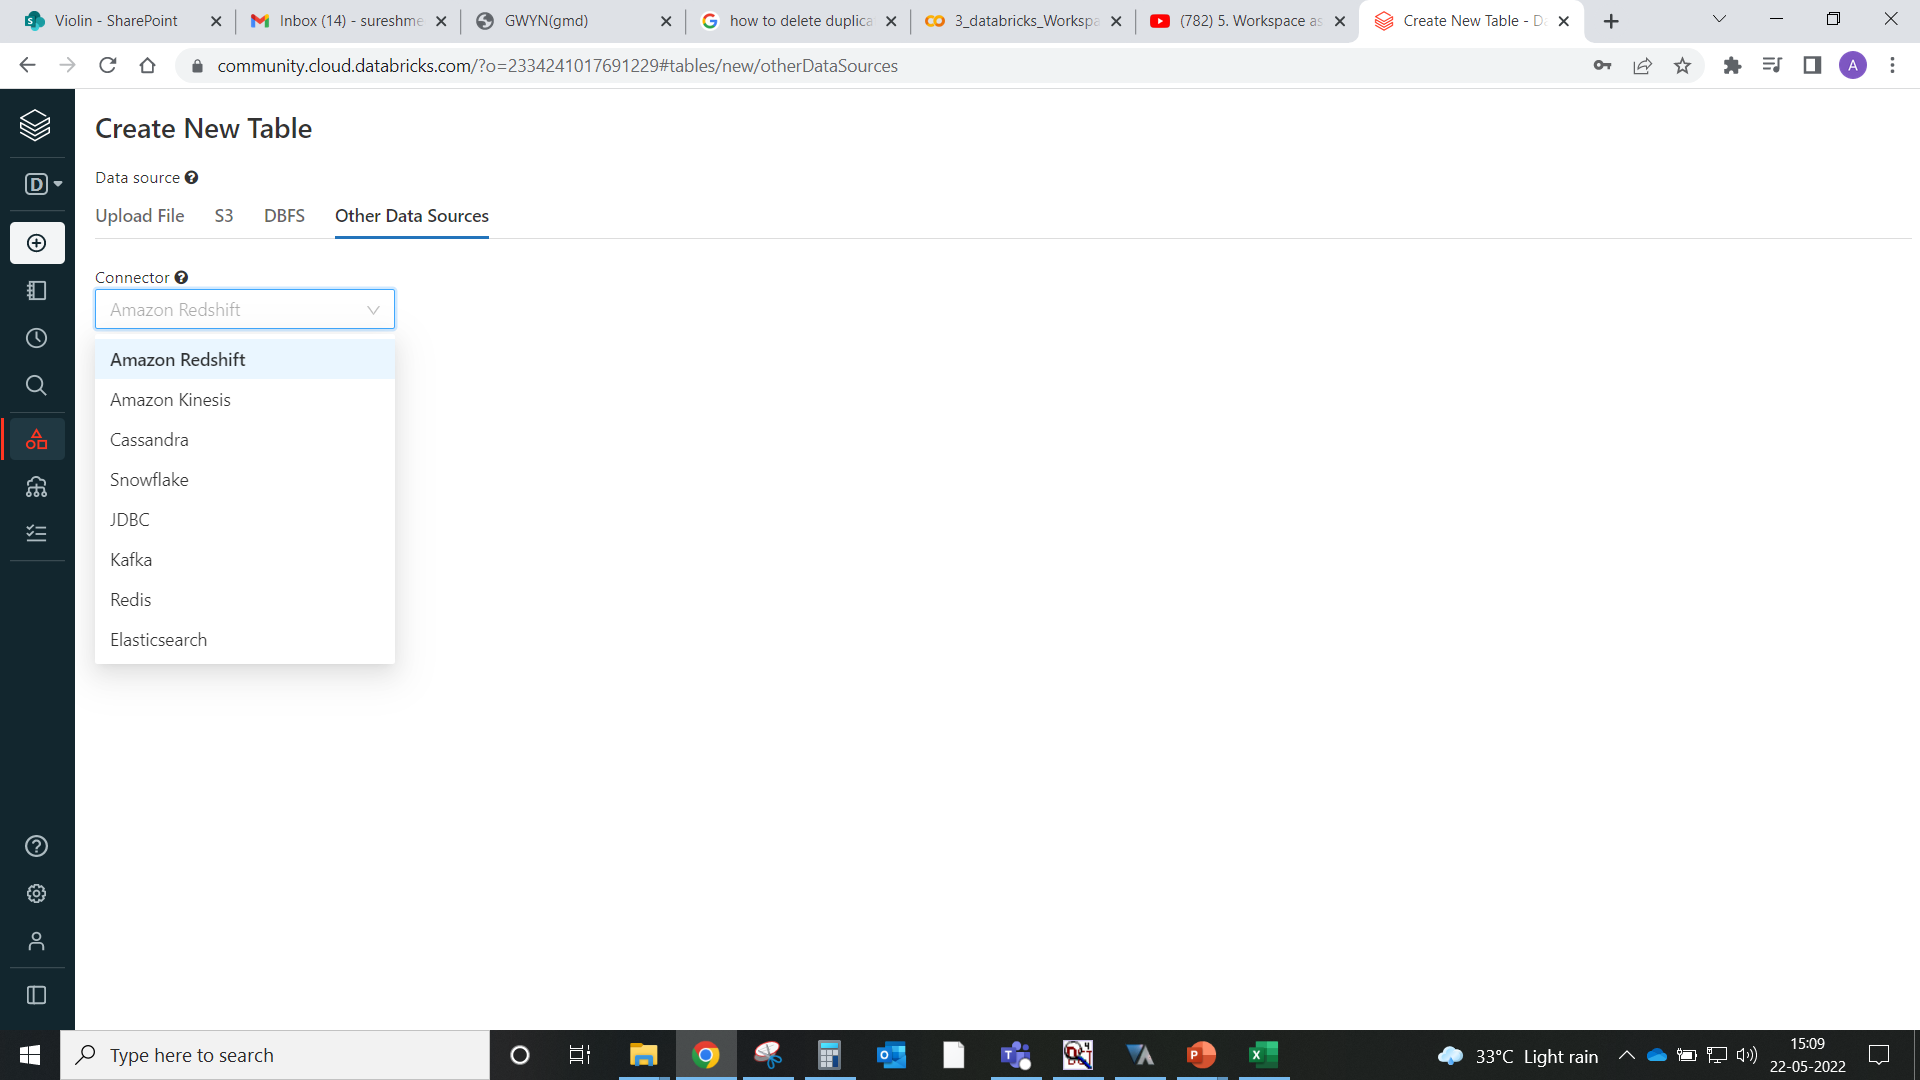 Violin - SharePoint
Inbox (14) - sureshme
GWYN(gmd)
how to delete duplica
3_databricks_Workspa
(782) 5. Workspace as
Create New Table - D
community.cloud.databricks.com/?o=2334241017691229#tables/new/otherDataSources
A
Create New Table
D
Data source
Upload File S3 DBFS Other Data Sources
Connector
Amazon Redshift
Amazon Redshift
Amazon Kinesis
Cassandra
Snowflake
JDBC
Kafka
Redis
Elasticsearch
Type here to search
33°C Light rain
15:09
22-05-2022